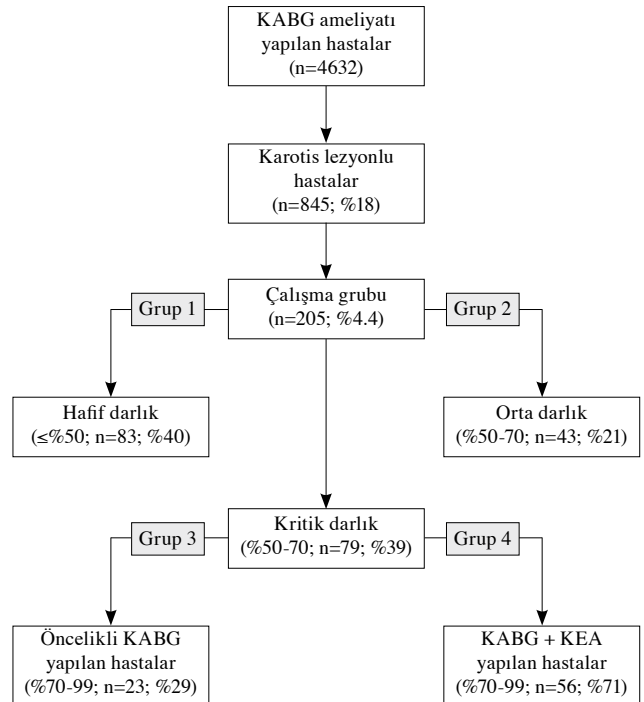 KABG ameliyatı
yapılan hastalar
(n=4632)
Karotis lezyonlu
hastalar
(n=845; %18)
Grup 1
Çalışma grubu
(n=205; %4.4)
Grup 2
Hafif darlık
(≤%50; n=83; %40)
Orta darlık
(%50-70; n=43; %21)
Grup 3
Kritik darlık
(%50-70; n=79; %39)
Grup 4
Öncelikli KABG
yapılan hastalar
(%70-99; n=23; %29)
KABG + KEA
yapılan hastalar
(%70-99; n=56; %71)